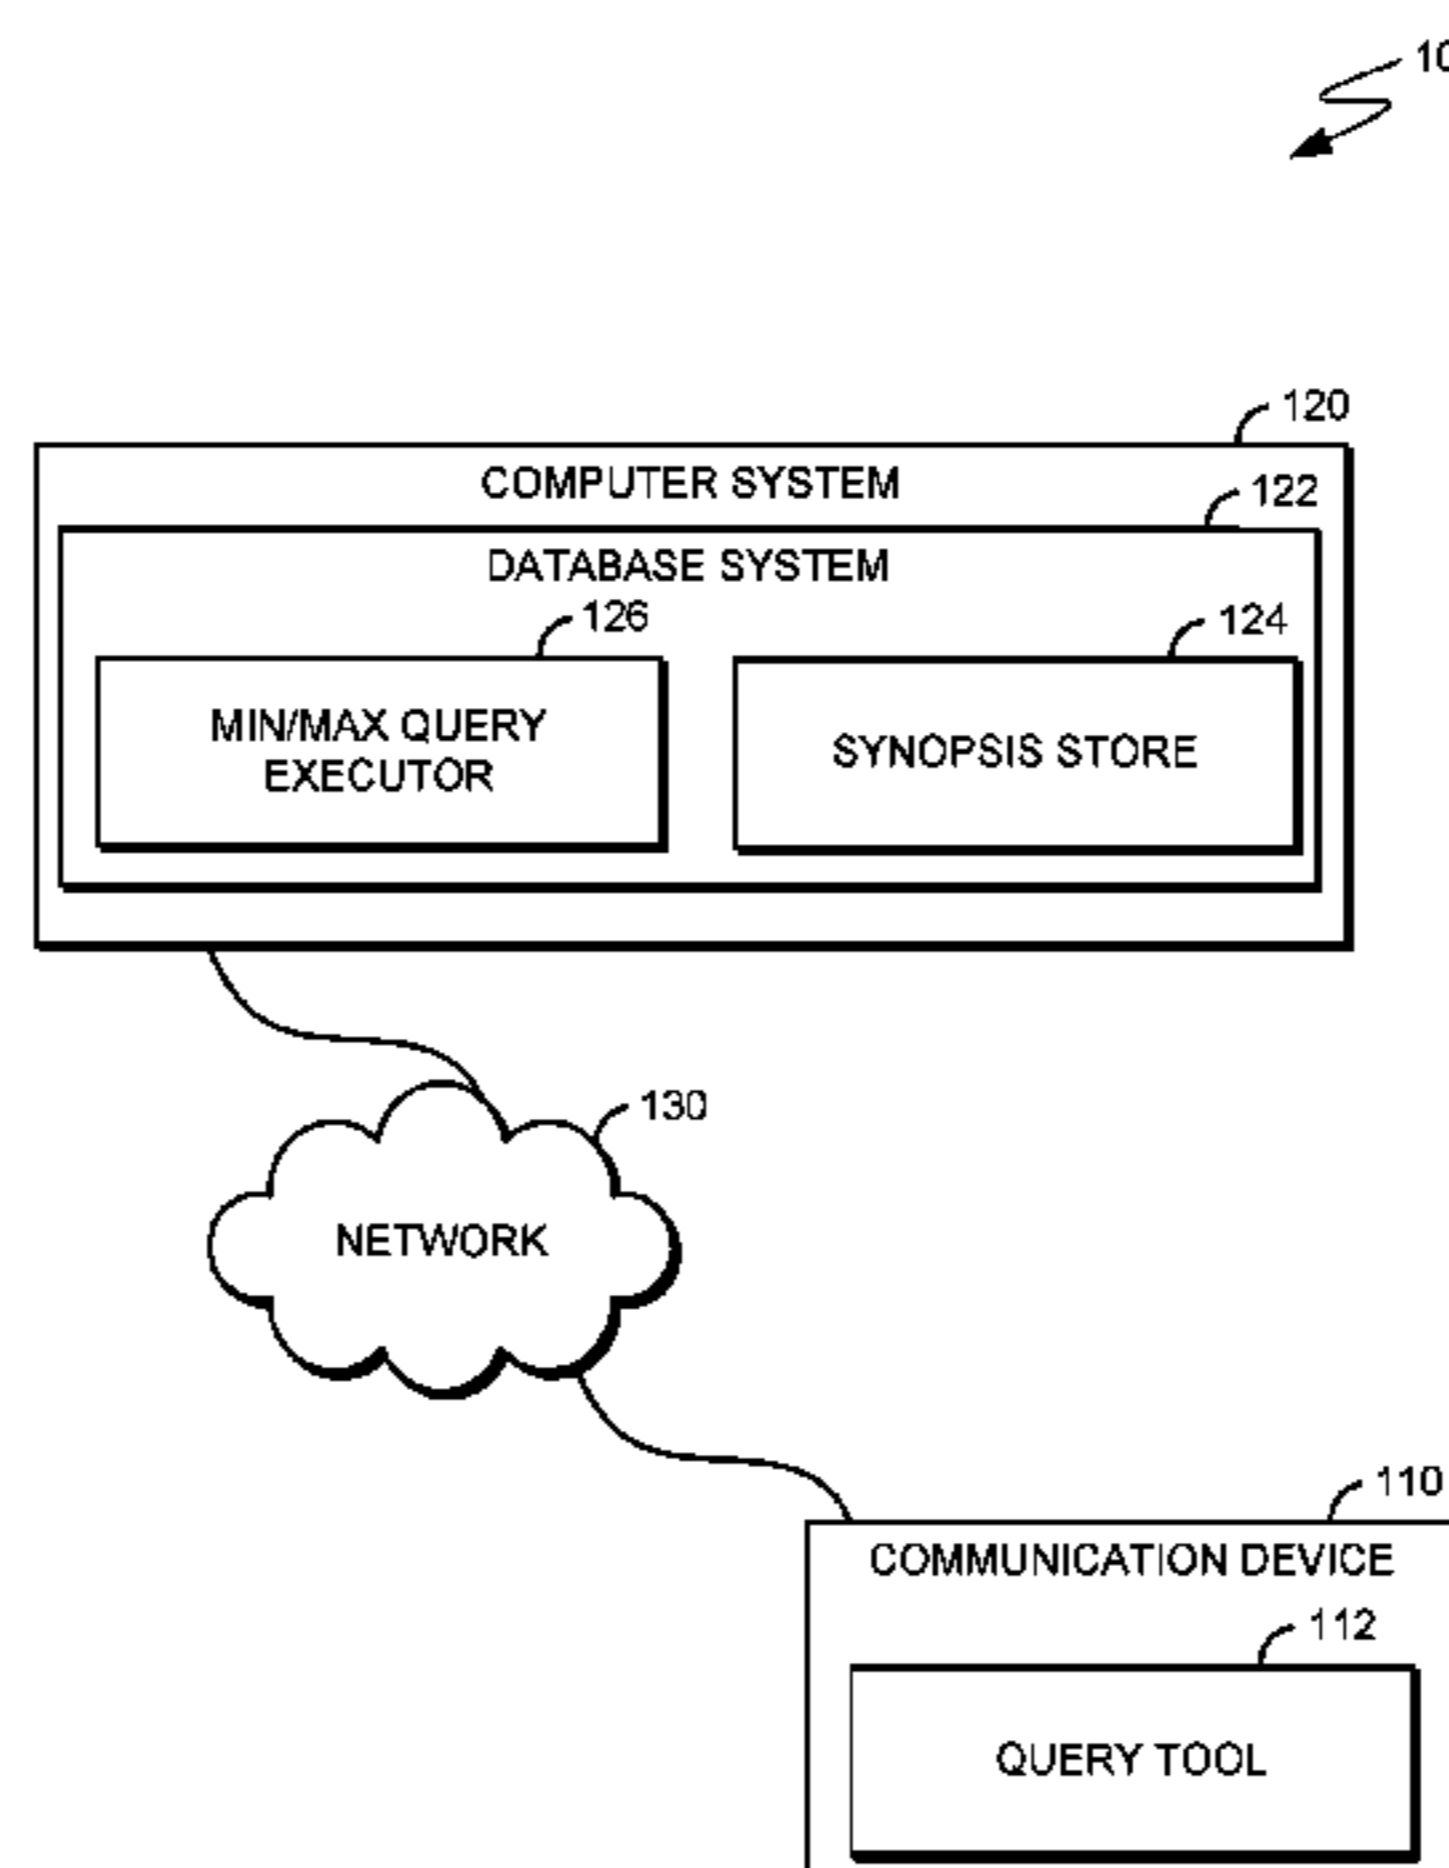 10
120
COMPUTER SYSTEM
122
DATABASE SYSTEM
126
124
MIN/MAX QUERY
EXECUTOR
SYNOPSIS STORE
130
NETWORK
110
COMMUNICATION DEVICE
112
QUERY TOOL